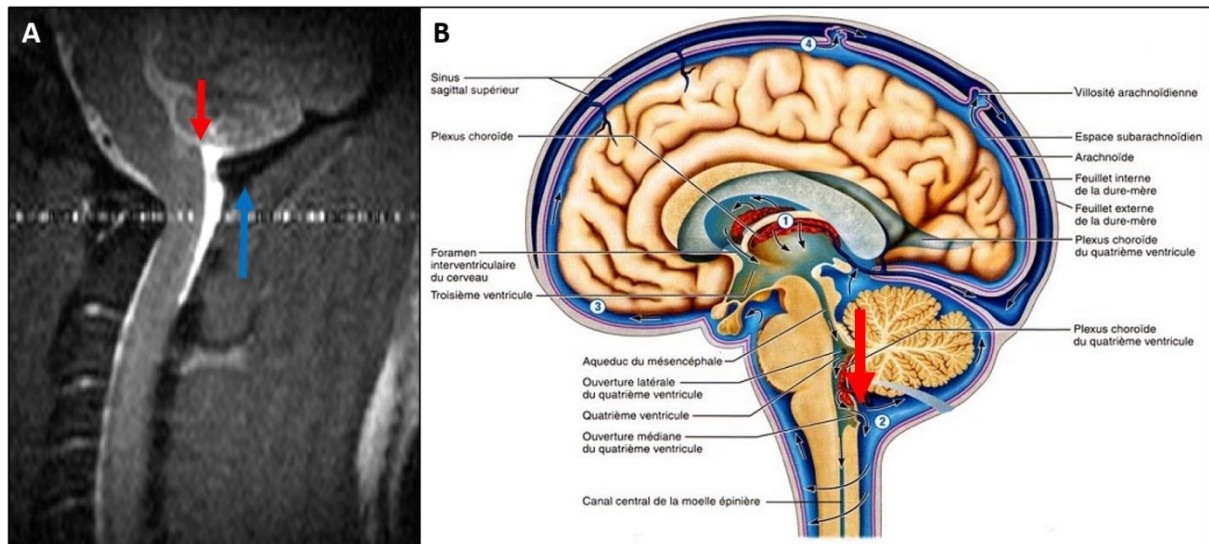 A
B
Sinus
sagittal supérieur
Plexus choroïde
Foramen
interventriculaire
du cerveau
Troisième ventricule
Aqueduc du mésencéphale
Ouverture latérale
du quatrième ventricule
Quatrième ventricule
Ouverture médiane
du quatrième ventricule
Canal central de la moelle épinière
4
1
3
2
Villosité arachnoïdienne
Espace subarachnoïdien
Arachnoïde
Feuillet interne
de la dure-mère
Feuillet externe
de la dure-mère
Plexus choroïde
du quatrième ventricule
Plexus choroïde
du quatrième ventricule